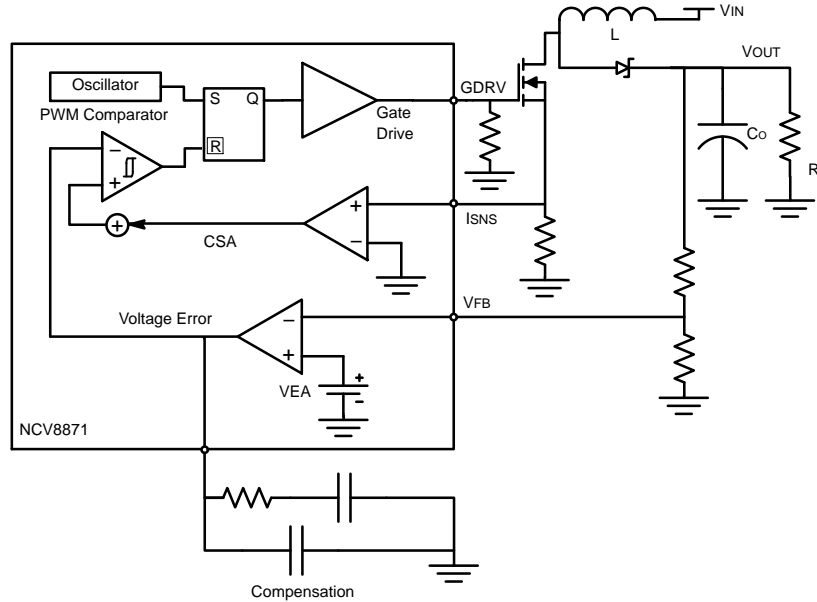 VIN
L
VOUT
Oscillator
S Q
GDRV
PWM Comparator
Gate
Drive
R
−
+
CO
R
+
+
−
ISNS
CSA
VFB
Voltage Error
−
+
+
−
VEA
NCV8871
Compensation